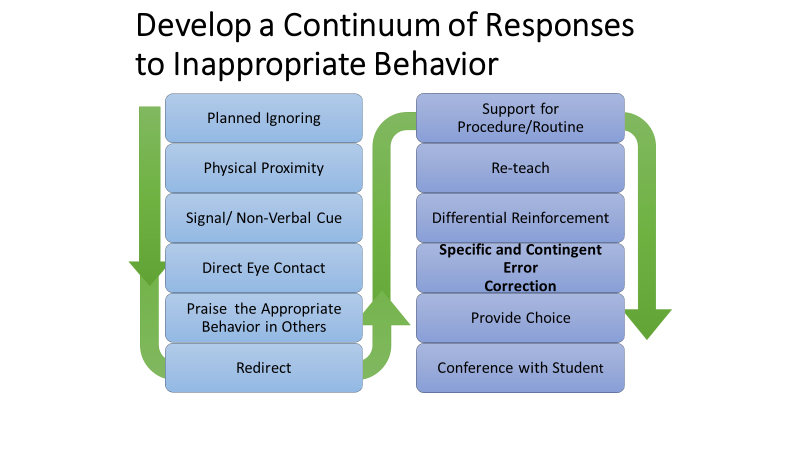 Develop a Continuum of Responses
to Inappropriate Behavior
Planned Ignoring
Physical Proximity
Signal/ Non-Verbal Cue
Direct Eye Contact
Praise the Appropriate
Behavior in Others
Redirect
Support for
Procedure/Routine
Re-teach
Differential Reinforcement
Specific and Contingent
Error
Correction
Provide Choice
Conference with Student